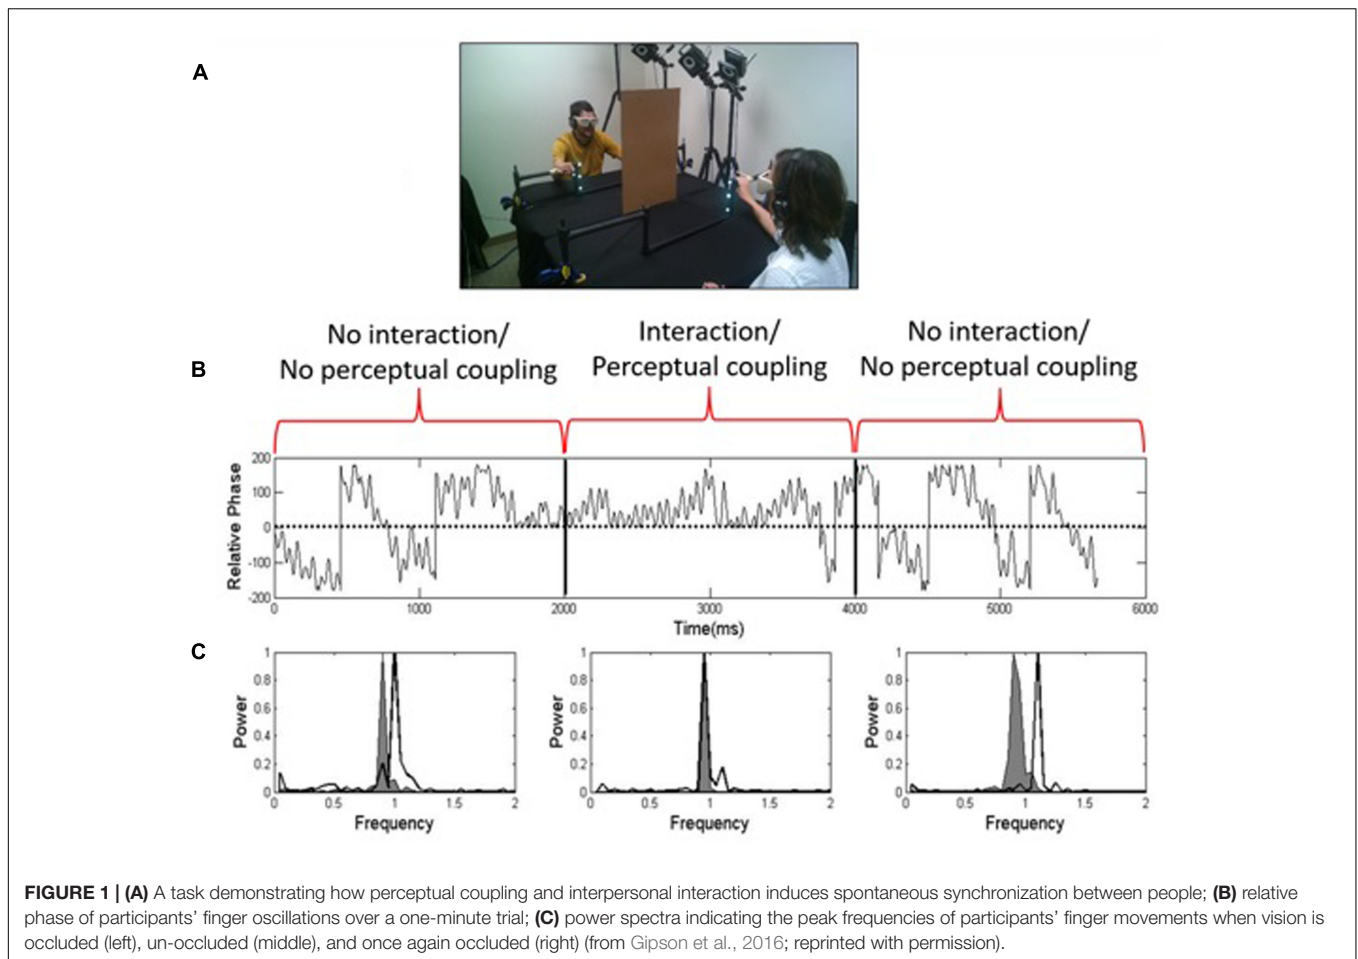 A
No interaction/
No perceptual coupling
Interaction/
Perceptual coupling
No interaction/
No perceptual coupling
B
200
100
0
-100
-200
Relative Phase
0 1000 2000 3000 4000 5000 6000
Time(ms)
C
1
0.8
0.6
0.4
0.2
0
Power
0 0.5 1 1.5 2
Frequency
1
0.8
0.6
0.4
0.2
0
Power
0 0.5 1 1.5 2
Frequency
1
0.8
0.6
0.4
0.2
0
Power
0 0.5 1 1.5 2
Frequency
FIGURE 1 | (A) A task demonstrating how perceptual coupling and interpersonal interaction induces spontaneous synchronization between people; (B) relative
phase of participants' finger oscillations over a one-minute trial; (C) power spectra indicating the peak frequencies of participants' finger movements when vision is
occluded (left), un-occluded (middle), and once again occluded (right) (from Gipson et al., 2016; reprinted with permission).